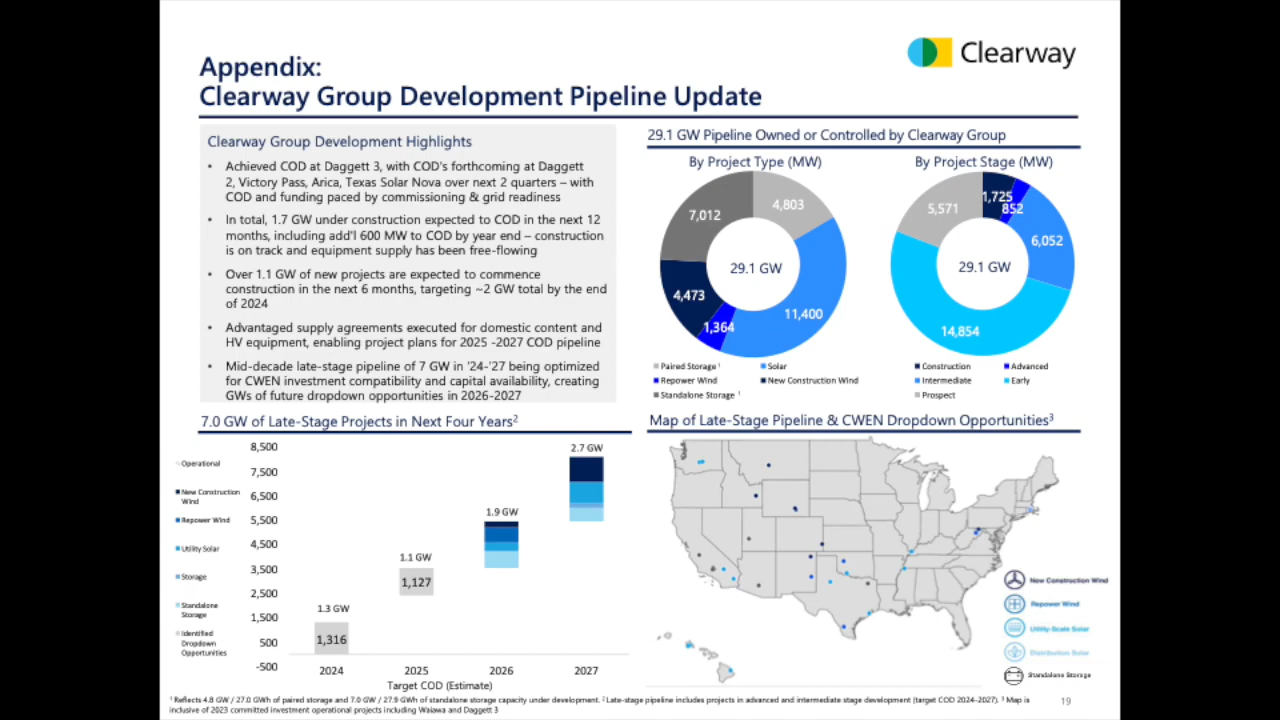 Clearway
Appendix:
Clearway Group Development Pipeline Update
Clearway Group Development Highlights
• Achieved COD at Daggett 3, with COD's forthcoming at Daggett
2, Victory Pass, Arica, Texas Solar Nova over next 2 quarters – with
COD and funding paced by commissioning & grid readiness
• In total, 1.7 GW under construction expected to COD in the next 12
months, including add'l 600 MW to COD by year end – construction
is on track and equipment supply has been free-flowing
• Over 1.1 GW of new projects are expected to commence
construction in the next 6 months, targeting ~2 GW total by the end
of 2024
• Advantaged supply agreements executed for domestic content and
HV equipment, enabling project plans for 2025 -2027 COD pipeline
• Mid-decade late-stage pipeline of 7 GW in '24-'27 being optimized
for CWEN investment compatibility and capital availability, creating
GWs of future dropdown opportunities in 2026-2027
29.1 GW Pipeline Owned or Controlled by Clearway Group
By Project Type (MW)
4,803
11,400
1,364
4,473
7,012
29.1 GW
Paired Storage ¹
Solar
Repower Wind
New Construction Wind
Standalone Storage ¹
By Project Stage (MW)
1,725
852
6,052
14,854
5,571
29.1 GW
Construction
Advanced
Intermediate
Early
Prospect
7.0 GW of Late-Stage Projects in Next Four Years²
Operational
New Construction
Wind
Repower Wind
Utility Solar
Storage
Standalone
Storage
Identified
Dropdown
Opportunities
8,500
7,500
6,500
5,500
4,500
3,500
2,500
1,500
500
-500
1.3 GW
1,316
1.1 GW
1,127
1.9 GW
2.7 GW
2024
2025
2026
2027
Target COD (Estimate)
Map of Late-Stage Pipeline & CWEN Dropdown Opportunities³
New Construction Wind
Repower Wind
Utility-Scale Solar
Distribution Solar
Standalone Storage
¹ Reflects 4.8 GW / 27.0 GWh of paired storage and 7.0 GW / 27.9 GWh of standalone storage capacity under development. ² Late-stage pipeline includes projects in advanced and intermediate stage development (target COD 2024-2027). ³ Map is
inclusive of 2023 committed investment operational projects including Waiawa and Daggett 3
19